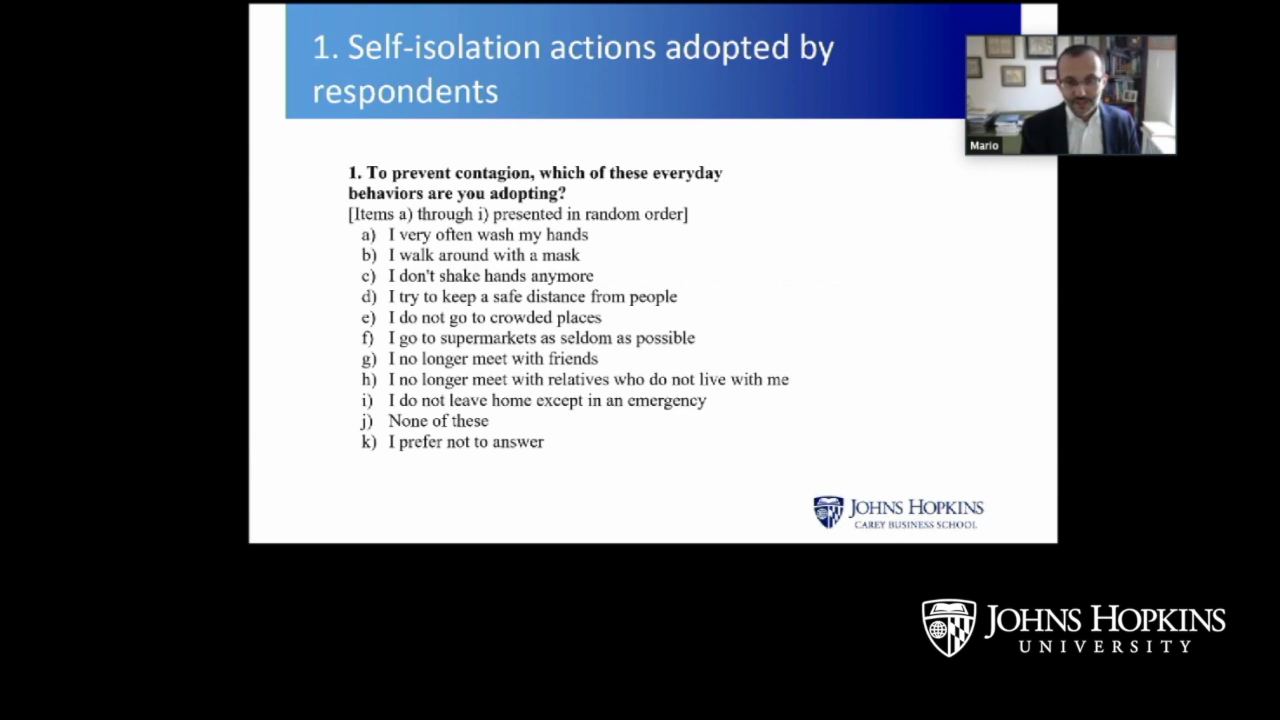 1. Self-isolation actions adopted by
respondents
Mario
1. To prevent contagion, which of these everyday
behaviors are you adopting?
[Items a) through i) presented in random order]
a) I very often wash my hands
b) I walk around with a mask
c) I don't shake hands anymore
d) I try to keep a safe distance from people
e) I do not go to crowded places
f) I go to supermarkets as seldom as possible
g) I no longer meet with friends
h) I no longer meet with relatives who do not live with me
i) I do not leave home except in an emergency
j) None of these
k) I prefer not to answer
JOHNS HOPKINS
CAREY BUSINESS SCHOOL
JOHNS HOPKINS
UNIVERSITY